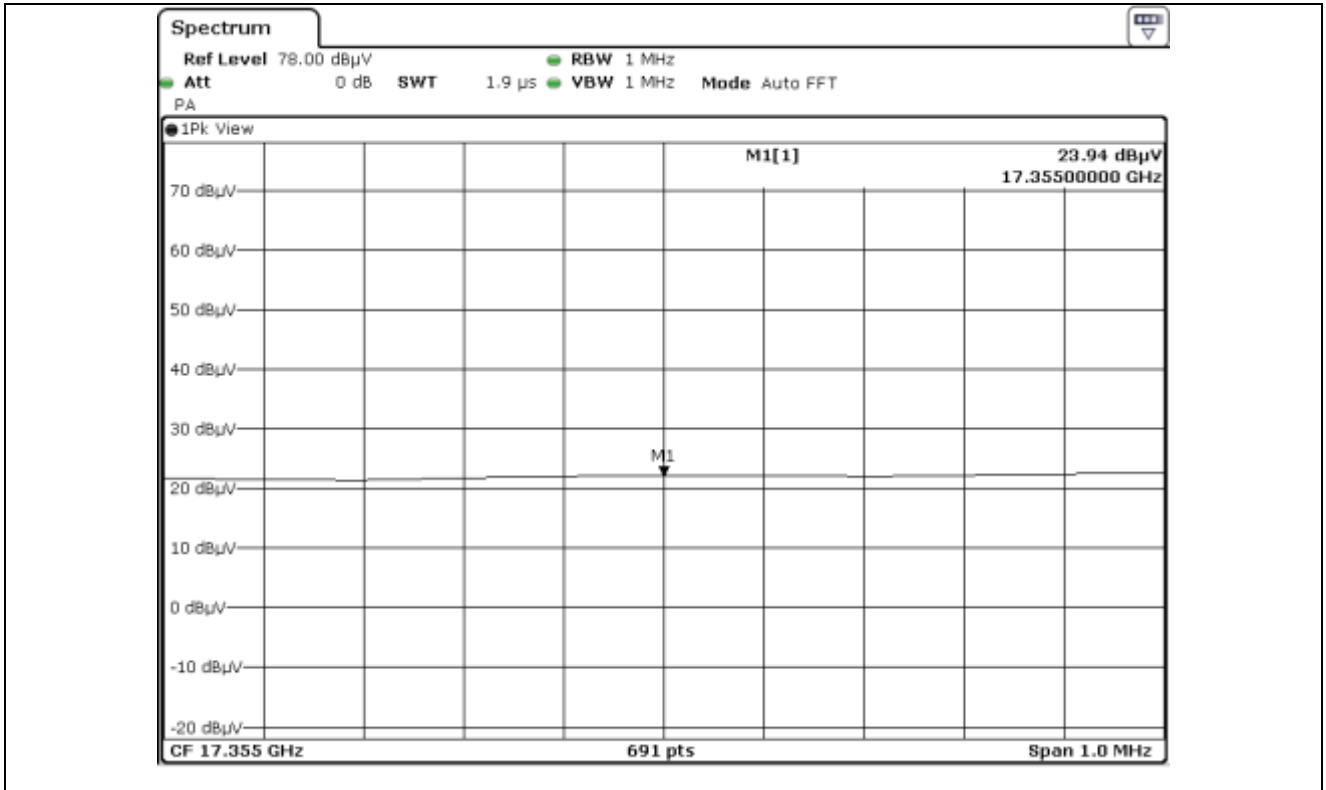 Spectrum
Ref Level 78.00 dBµV RBW 1 MHz
Att 0 dB SWT 1.9 µs VBW 1 MHz Mode Auto FFT
PA
1Pk View
M1[1] 23.94 dBµV
17.35500000 GHz
70 dBµV
60 dBµV
50 dBµV
40 dBµV
30 dBµV
M1
20 dBµV
10 dBµV
0 dBµV
-10 dBµV
-20 dBµV
CF 17.355 GHz 691 pts Span 1.0 MHz